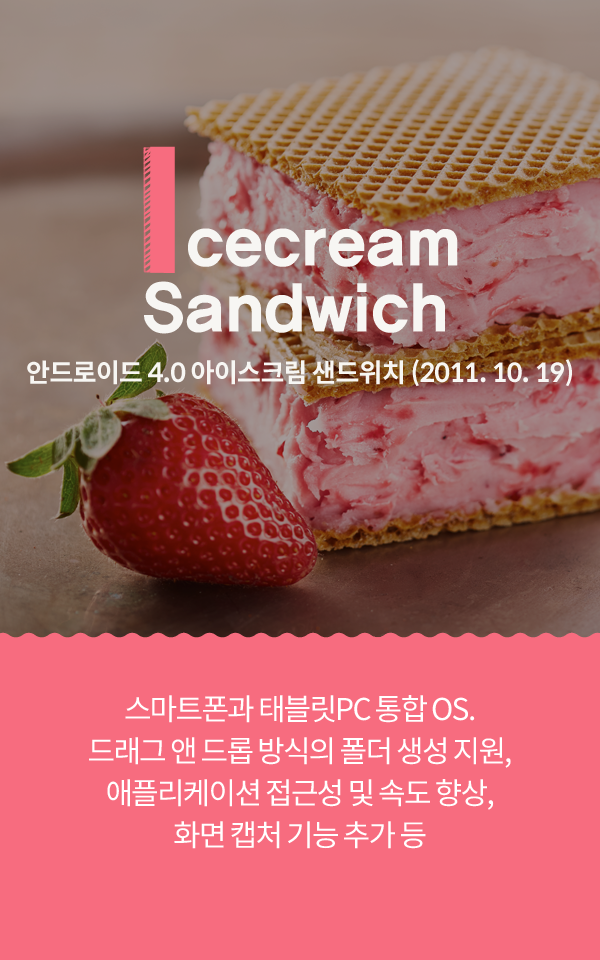 Icecream
Sandwich
안드로이드 4.0 아이스크림 샌드위치 (2011. 10. 19)
스마트폰과 태블릿PC 통합 OS.
드래그 앤 드롭 방식의 폴더 생성 지원,
애플리케이션 접근성 및 속도 향상,
화면 캡처 기능 추가 등